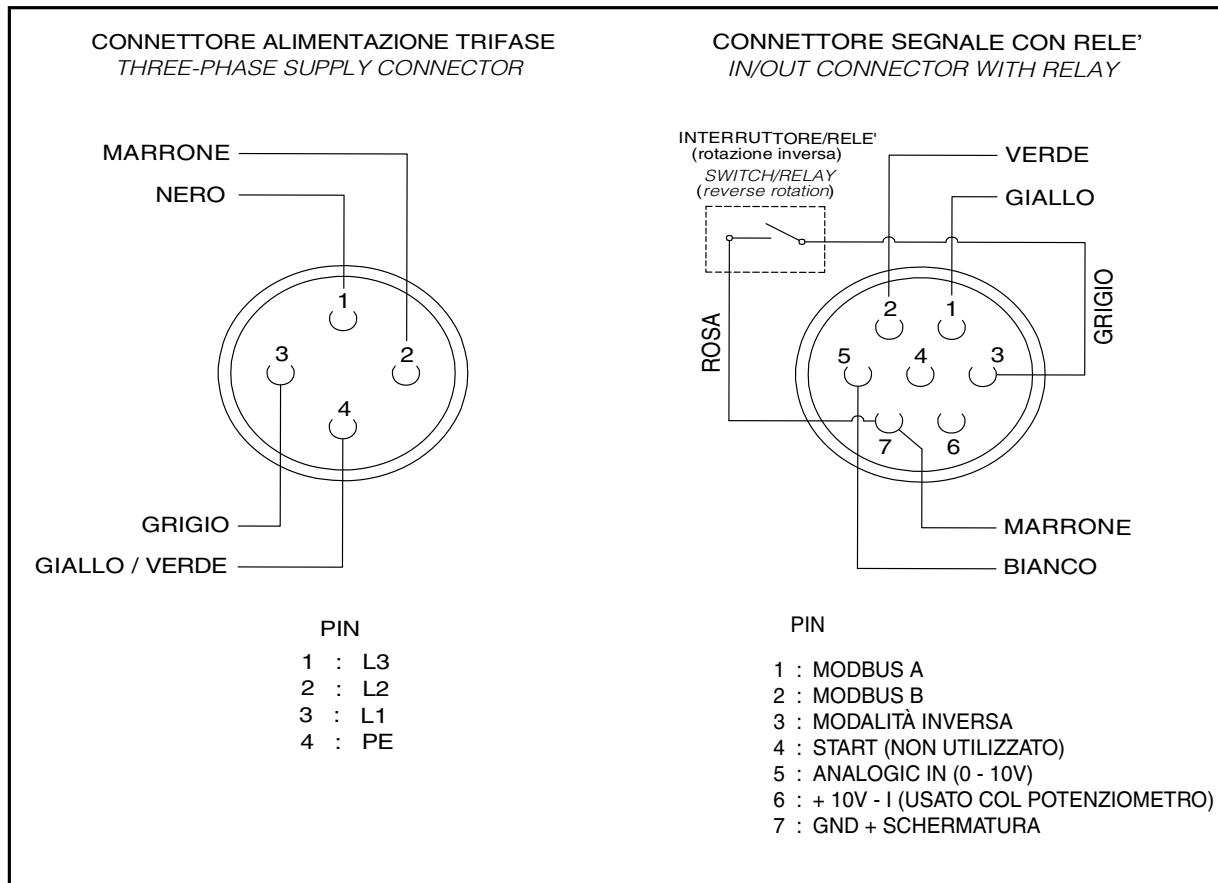 CONNETTORE ALIMENTAZIONE TRIFASE
THREE-PHASE SUPPLY CONNECTOR
MARRONE
NERO
1
3
2
4
GRIGIO
GIALLO / VERDE
PIN
1 : L3
2 : L2
3 : L1
4 : PE
CONNETTORE SEGNALE CON RELE’
IN/OUT CONNECTOR WITH RELAY
INTERRUTTORE/RELE'
(rotazione inversa)
SWITCH/RELAY
(reverse rotation)
VERDE
GIALLO
ROSA
GRIGIO
2
1
5
4
3
7
6
MARRONE
BIANCO
PIN
1 : MODBUS A
2 : MODBUS B
3 : MODALITÀ INVERSA
4 : START (NON UTILIZZATO)
5 : ANALOGIC IN (0 - 10V)
6 : + 10V - I (USATO COL POTENZIOMETRO)
7 : GND + SCHERMATURA